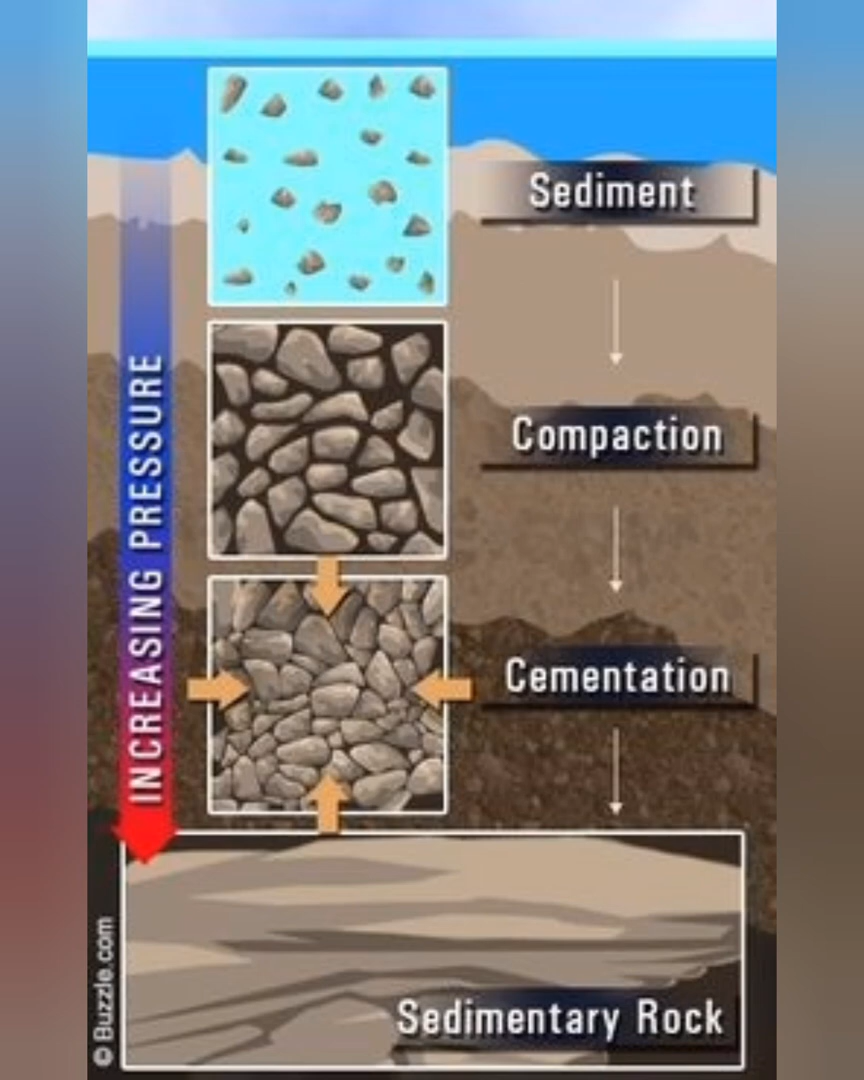 Sediment
Compaction
INCREASING PRESSURE
Cementation
Sedimentary Rock
© Buzzle.com